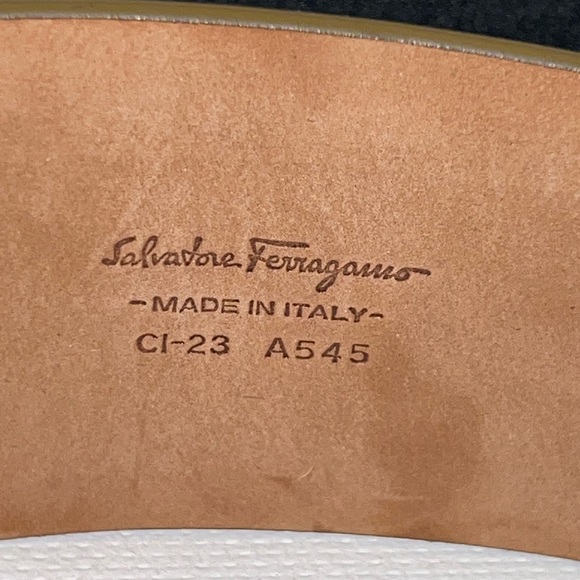 Salvatore Ferragamo
-MADE IN ITALY-
CI-23 A545